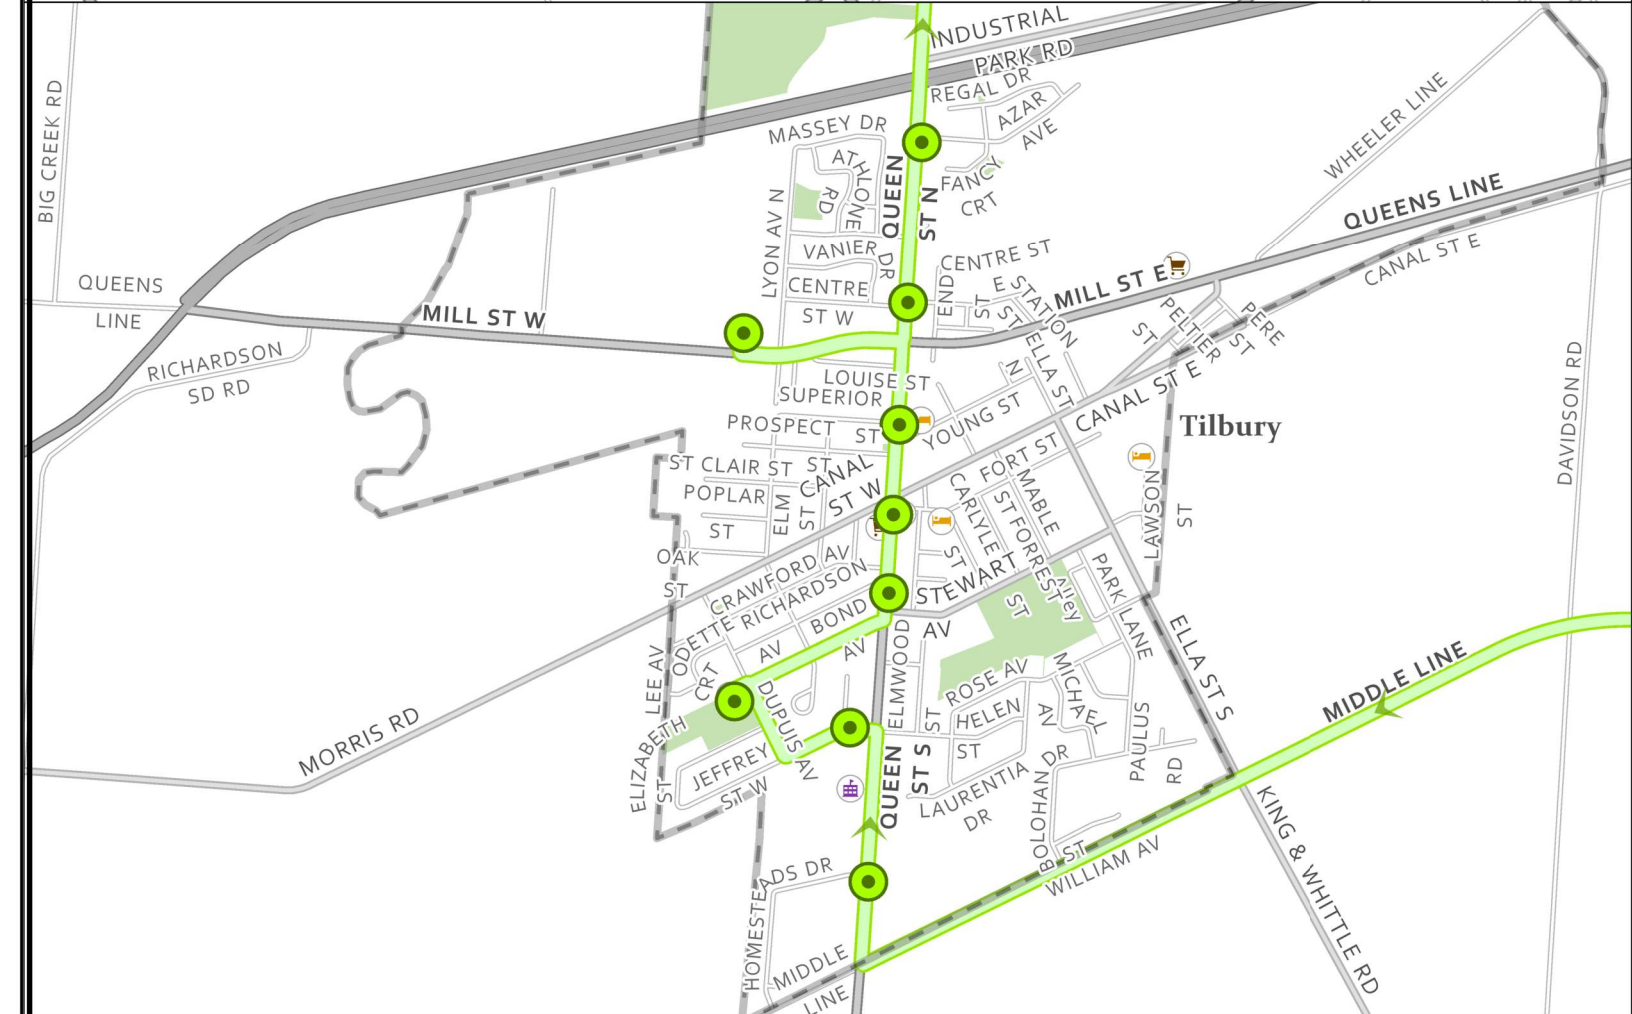 INDUSTRIAL
PARK RD
REGAL DR
AZAR
AVE
BIG CREEK RD
MASSEY DR
WHEELER LINE
ATHLONE
RD
FANCY
CRT
QUEEN
ST N
QUEENS LINE
LYON AV N
VANIER
DR
CENTRE ST
E
CANAL ST E
QUEENS
LINE
CENTRE
ST W
END
ST
STATION
ST
MILL ST E
MILL ST W
PELTIER
ST
PERE
ST
RICHARDSON
SD RD
LOUISE ST
SUPERIOR
N
ELLA ST
CANAL ST E
DAVIDSON RD
PROSPECT
ST
YOUNG ST
Tilbury
ST CLAIR ST
ST
CANAL
ST W
FORT ST
POPLAR
ST
ELM
ST
CARLYLE
ST
MABLE
ST
FORREST
ST
LAWSON
ST
OAK
ST
CRAWFORD AV
RICHARDSON
AV
STEWART
AV
Alley
PARK LANE
ODETTE
CRT
BOND
AV
ELMWOOD
ST
LEE AV
ROSE AV
MICHAEL
AV
ELLA ST S
MIDDLE LINE
MORRIS RD
ELIZABETH
ST
DUPUIS AV
HELEN
ST
PAULUS
RD
JEFFREY
ST W
QUEEN
ST S
LAURENTIA
DR
BOLOHAN DR
ST
WILLIAM AV
KING & WHITTLE RD
HOMESTEADS DR
MIDDLE
LINE